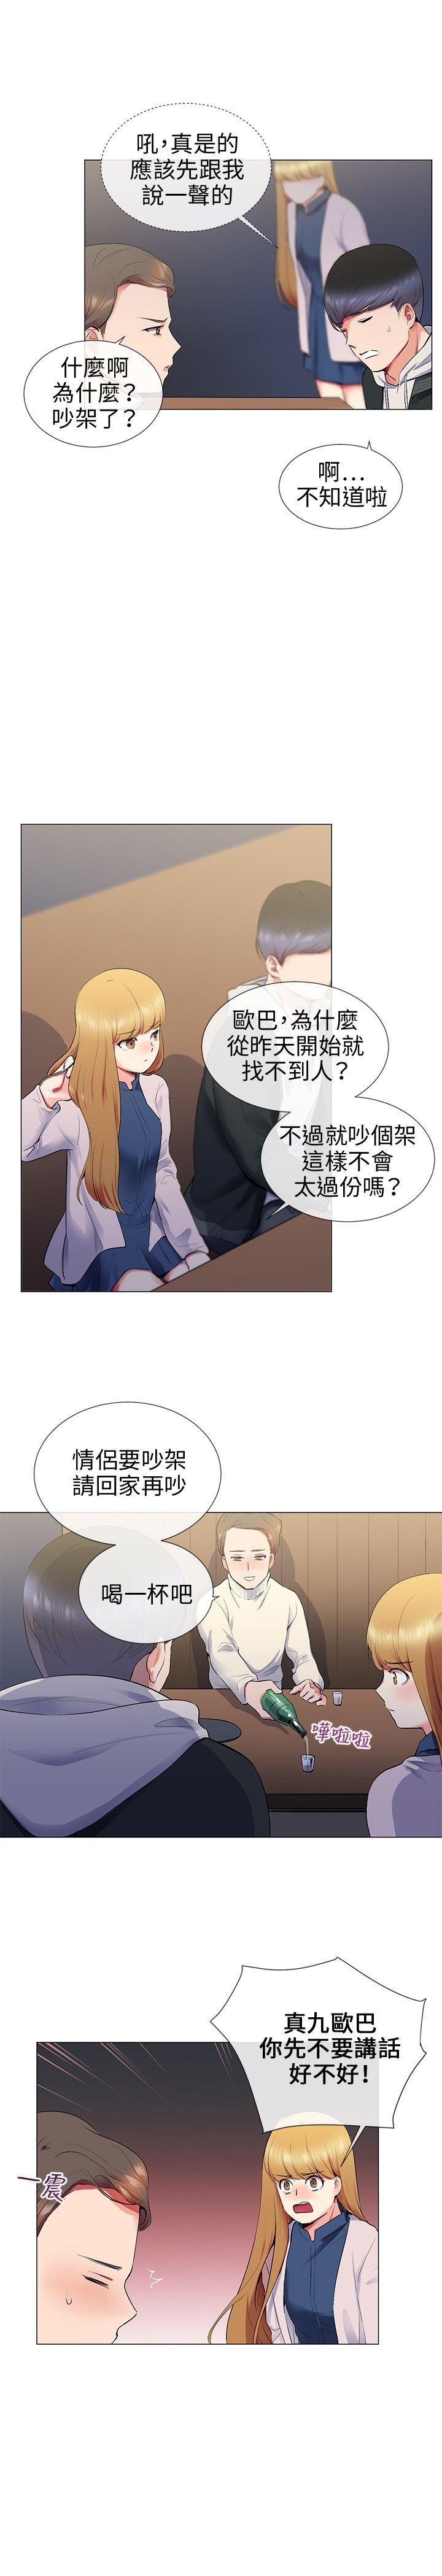 吼，真是的
應該先跟我
說一聲的
什麼啊
為什麼？
吵架了？
啊...
不知道啦
歐巴，為什麼
從昨天開始就
找不到人？
不過就吵個架
這樣不會
太過份嗎？
情侶要吵架
請回家再吵
喝一杯吧
嘩啦啦
真九歐巴
你先不要講話
好不好！
一震